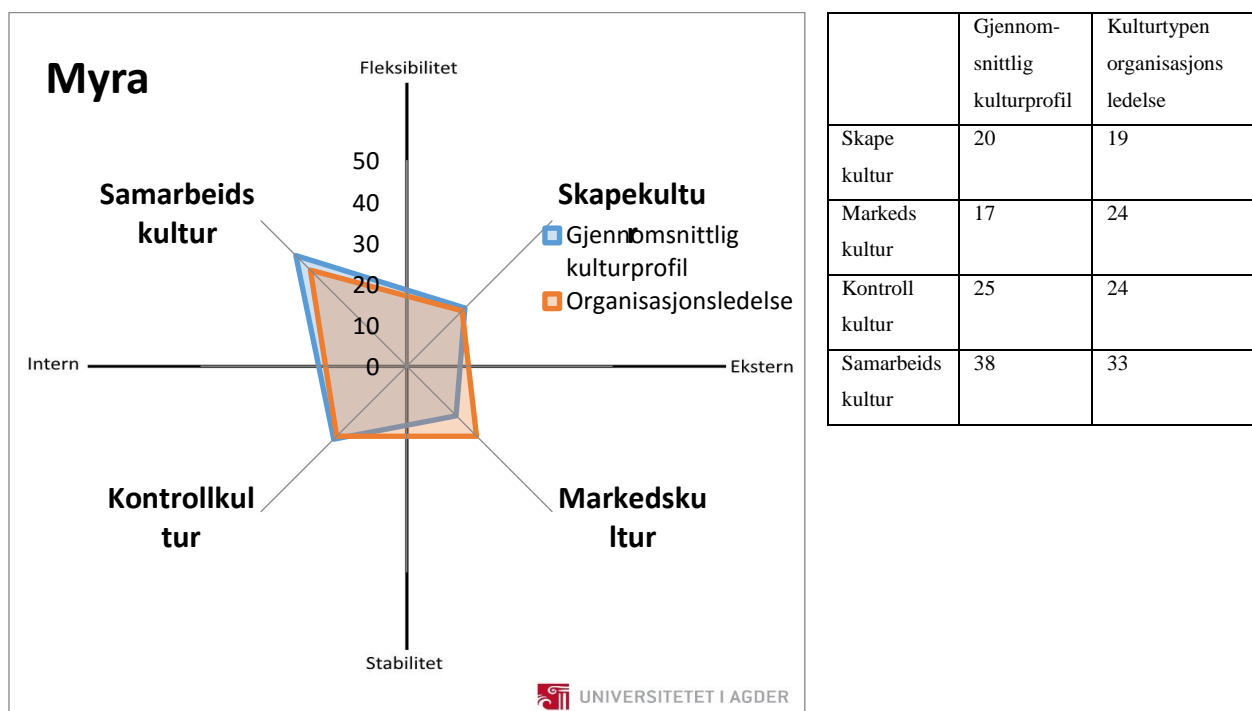 Myra
Fleksibilitet
50
40
30
20
10
0
Samarbeids
kultur
Skapekultu
r
Gjennomsnittlig
kulturprofil
Organisasjonsledelse
Intern
Ekstern
Kontrollkul
tur
Markedsku
ltur
Stabilitet
UNIVERSITETET I AGDER
Gjennom-
snittlig
kulturprofil
Kulturtypen
organisasjons
ledelse
Skape
kultur
20
19
Markeds
kultur
17
24
Kontroll
kultur
25
24
Samarbeids
kultur
38
33